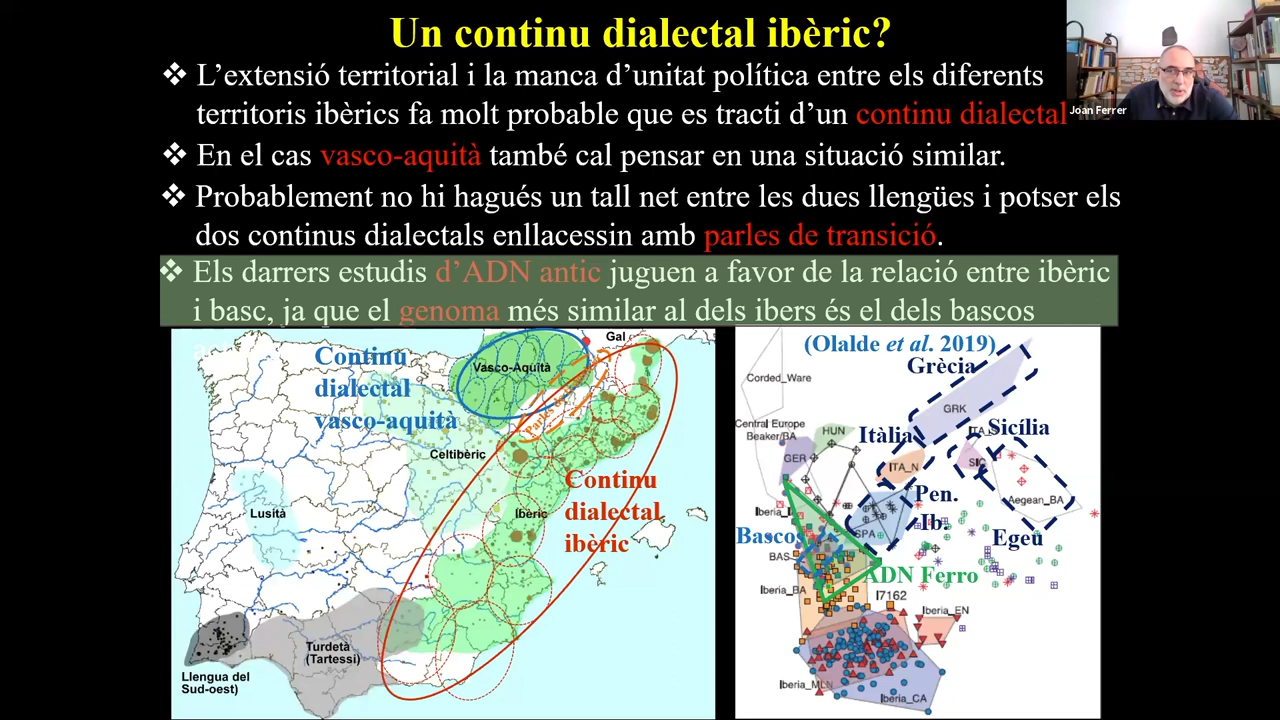 Un continu dialectal ibèric?
❖ L’extensió territorial i la manca d’unitat política entre els diferents
territoris ibèrics fa molt probable que es tracti d’un continu dialectal
Joan Ferrer
❖ En el cas vasco-aquità també cal pensar en una situació similar.
❖ Probablement no hi hagués un tall net entre les dues llengües i potser els
dos continus dialectals enllacessin amb parles de transició.
❖ Els darrers estudis d’ADN antic juguen a favor de la relació entre ibèric
i basc, ja que el genoma més similar al dels ibers és el dels bascos
Gal
Continu
dialectal
vasco-aquità
Vasco-Aquità
Celtibèric
Continu
dialectal
ibèric
Ibèric
Lusità
Turdetà
(Tartessi)
Llengua del
Sud-oest)
(Olalde et al. 2019)
Grècia
Corded_Ware
GRK
Central Europe
Beaker/BA
HUN
Itàlia
Sicília
GER
ITA_N
SIC
Aegean_BA
Pen.
Ib.
SPA
Egeu
Bascos
BAS
ADN Ferro
Iberia_BA
I7162
Iberia_EN
Iberia_MLN
Iberia_CA